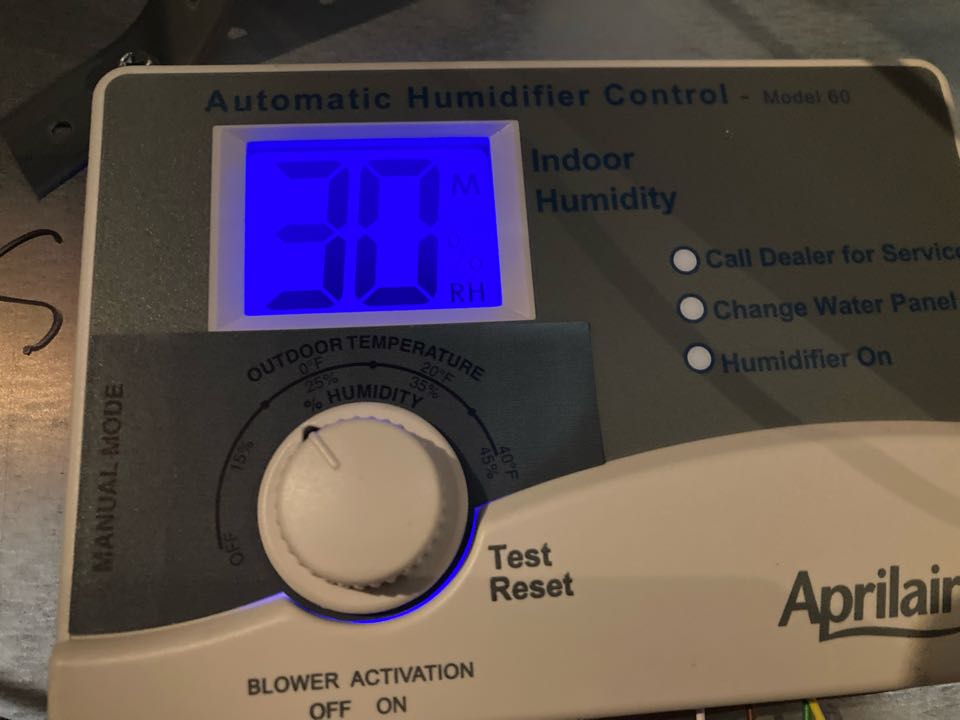 Automatic Humidifier Control - Model 60
30 M % RH
Indoor
Humidity
Call Dealer for Service
Change Water Panel
Humidifier On
MANUAL MODE
OUTDOOR TEMPERATURE
0°F 20°F 40°F
% HUMIDITY
OFF 15% 25% 35% 45%
Test
Reset
Aprilair
BLOWER ACTIVATION
OFF ON